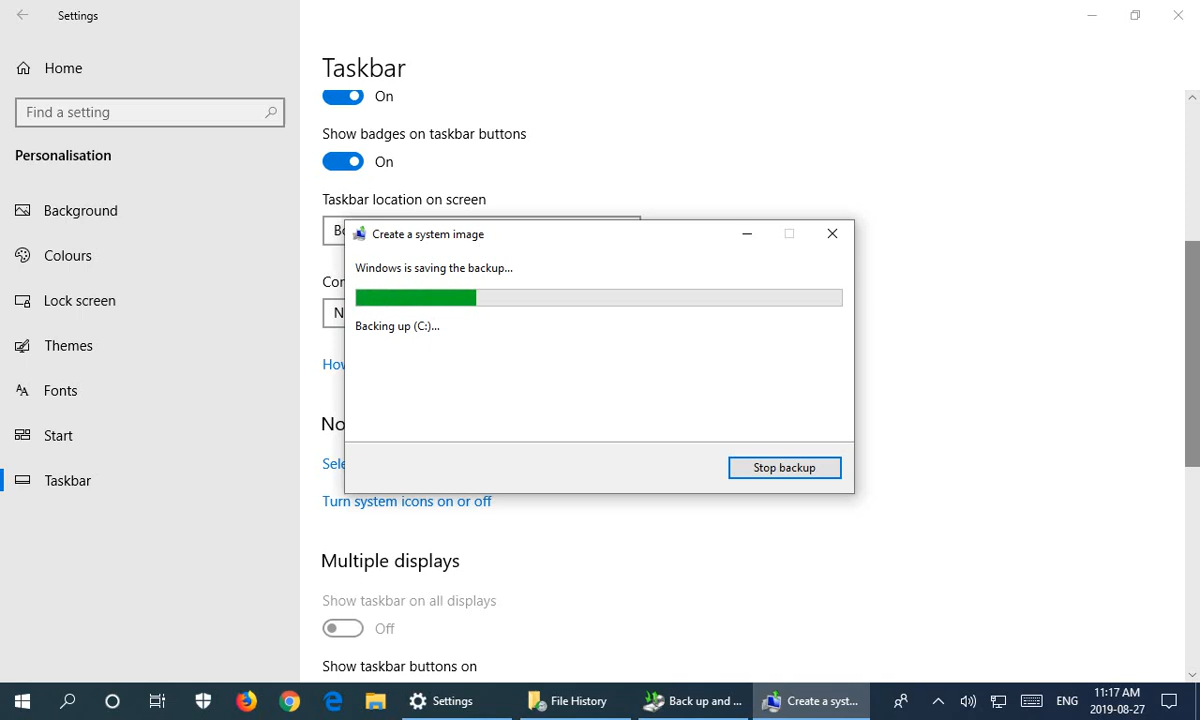 Settings
Home
Find a setting
Personalisation
Background
Colours
Lock screen
Themes
Fonts
Start
Taskbar
Taskbar
On
Show badges on taskbar buttons
On
Taskbar location on screen
Create a system image
Windows is saving the backup...
Backing up (C:)...
Stop backup
Turn system icons on or off
Multiple displays
Show taskbar on all displays
Off
Show taskbar buttons on
Settings
File History
Back up and ...
Create a syst...
ENG
11:17 AM
2019-08-27